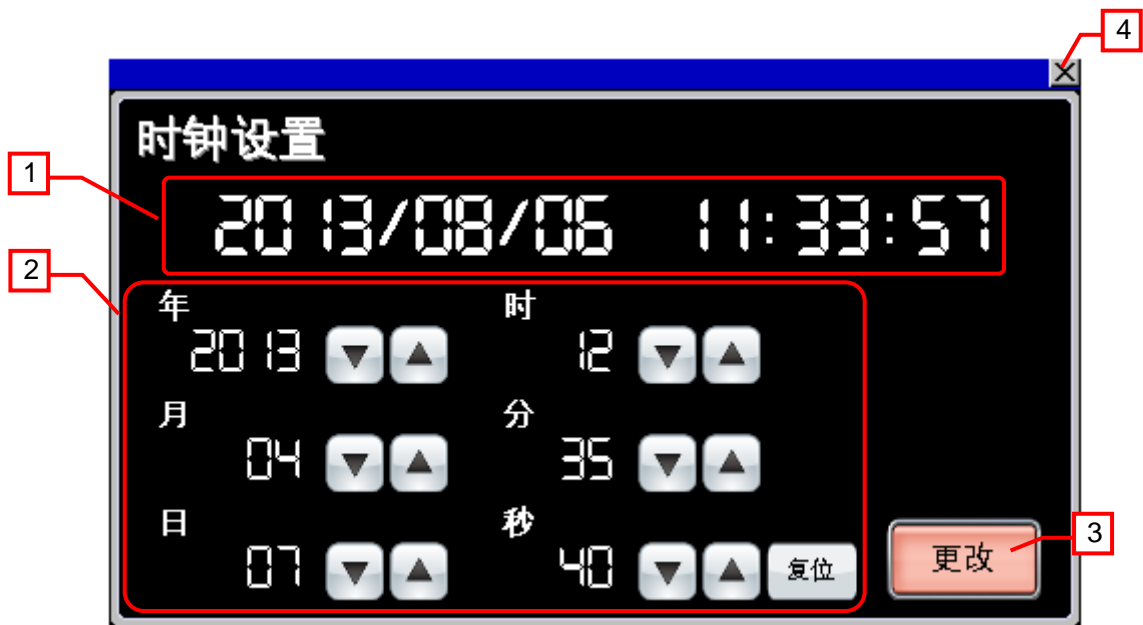 4
时钟设置
1
2013/08/06 11:33:57
2
年 时
2013 ▼ ▲ 12 ▼ ▲
月 分
04 ▼ ▲ 35 ▼ ▲
日 秒
3
07 ▼ ▲ 40 ▼ ▲ 复位 更改